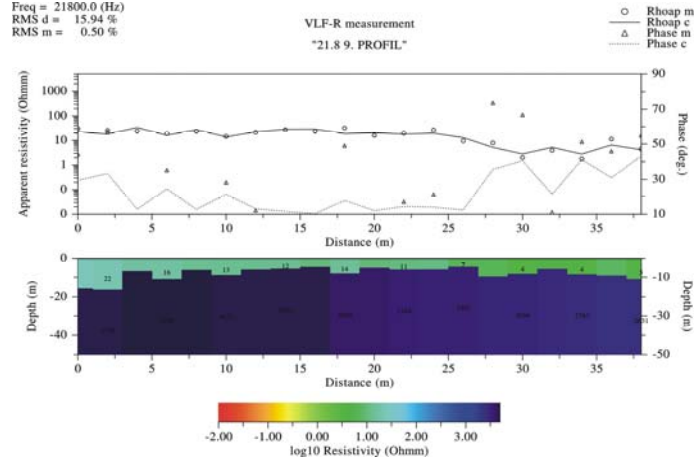 Freq = 21800.0 (Hz)
RMS d = 15.94 %
RMS m = 0.50 %
VLF-R measurement
"21.8 9. PROFIL"
Rhoap m
Rhoap c
Phase m
Phase c
Apparent resistivity (Ohmm)
1000
100
10
1
0
0
90
70
50
30
10
Phase (deg.)
0 5 10 15 20 25 30 35
Distance (m)
Depth (m)
0
-20
-40
22 16 13 12 14 11 7 4 4
-10
-30
-50
Depth (m)
0 5 10 15 20 25 30 35
Distance (m)
-2.00 -1.00 0.00 1.00 2.00 3.00
log10 Resistivity (Ohmm)